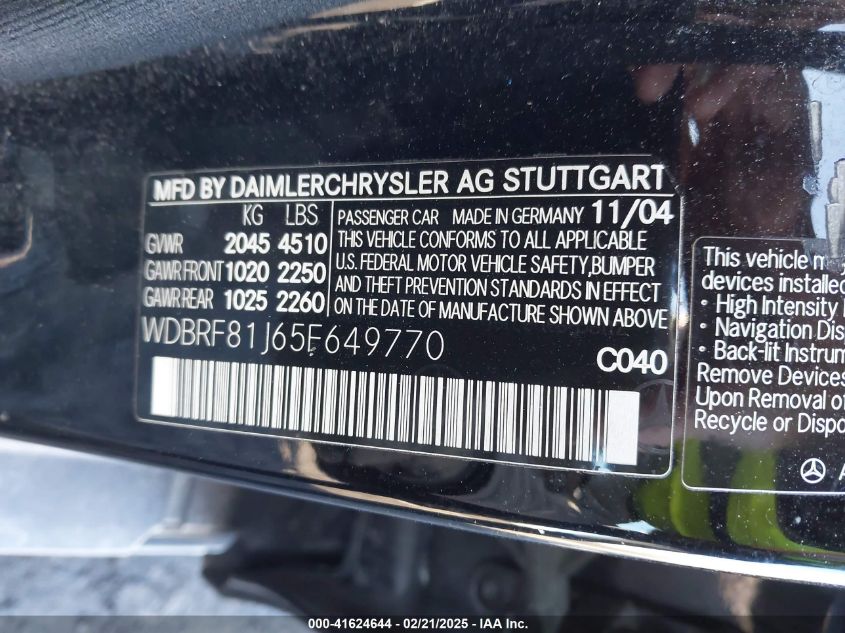 MFD BY DAIMLERCHRYSLER AG STUTTGART
KG LBS
GVWR 2045 4510
GAWR FRONT 1020 2250
GAWR REAR 1025 2260
PASSENGER CAR MADE IN GERMANY 11/04
THIS VEHICLE CONFORMS TO ALL APPLICABLE
U.S. FEDERAL MOTOR VEHICLE SAFETY,BUMPER
AND THEFT PREVENTION STANDARDS IN EFFECT
ON THE DATE OF MANUFACTURE SHOWN ABOVE
WDBRF81J65F649770
C040
This vehicle
devices installed
• High Intensity
• Navigation Dis
• Back-lit Instrum
Remove Devices
Upon Removal of
Recycle or Dispo
000-41624644 / 02/21/2025 - IAA Inc.